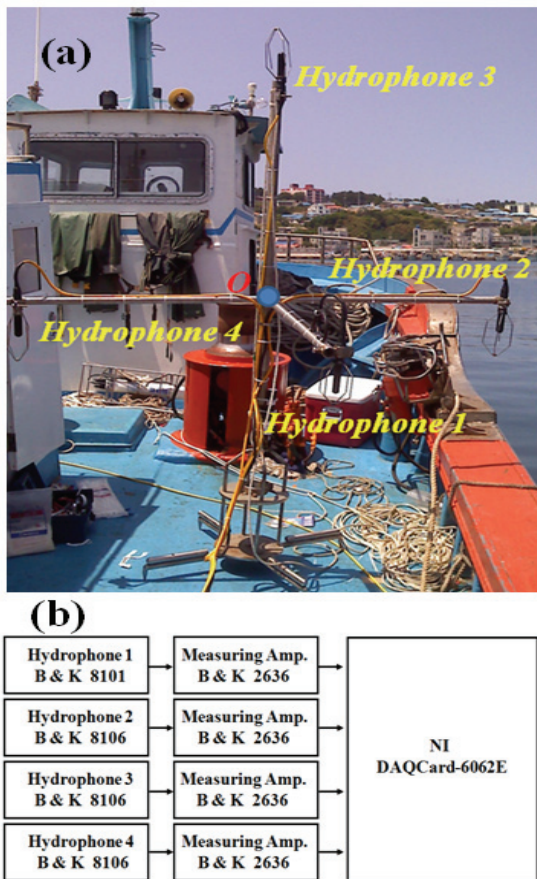 (a)
Hydrophone 3
Hydrophone 2
O
Hydrophone 4
Hydrophone 1
(b)
Hydrophone 1
B & K 8101
Measuring Amp.
B & K 2636
Hydrophone 2
B & K 8106
Measuring Amp.
B & K 2636
Hydrophone 3
B & K 8106
Measuring Amp.
B & K 2636
Hydrophone 4
B & K 8106
Measuring Amp.
B & K 2636
NI
DAQCard-6062E